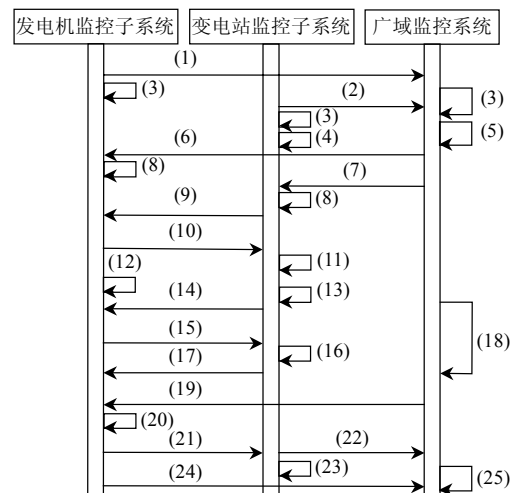 发电机监控子系统 变电站监控子系统 广域监控系统
(1)
(3) (2) (3)
(3)
(6) (4) (5)
(8) (7)
(9) (8)
(10)
(12) (11)
(14) (13)
(15)
(17) (16) (18)
(19)
(20)
(21) (22)
(24) (23) (25)